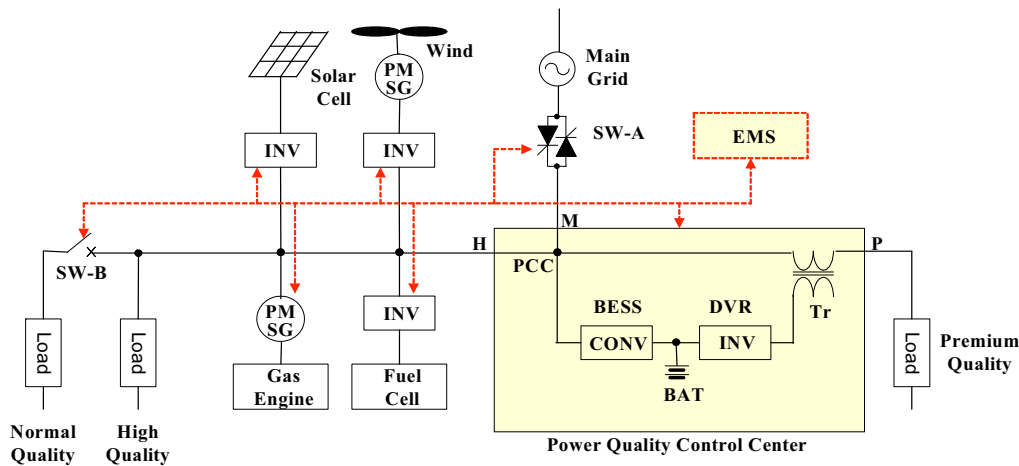 Solar
Cell
Wind
PM
SG
Main
Grid
SW-A
EMS
INV
INV
M
H
P
PCC
SW-B
PM
SG
INV
BESS
DVR
Tr
CONV
INV
BAT
Load
Load
Load
Gas
Engine
Fuel
Cell
Premium
Quality
Normal
Quality
High
Quality
Power Quality Control Center